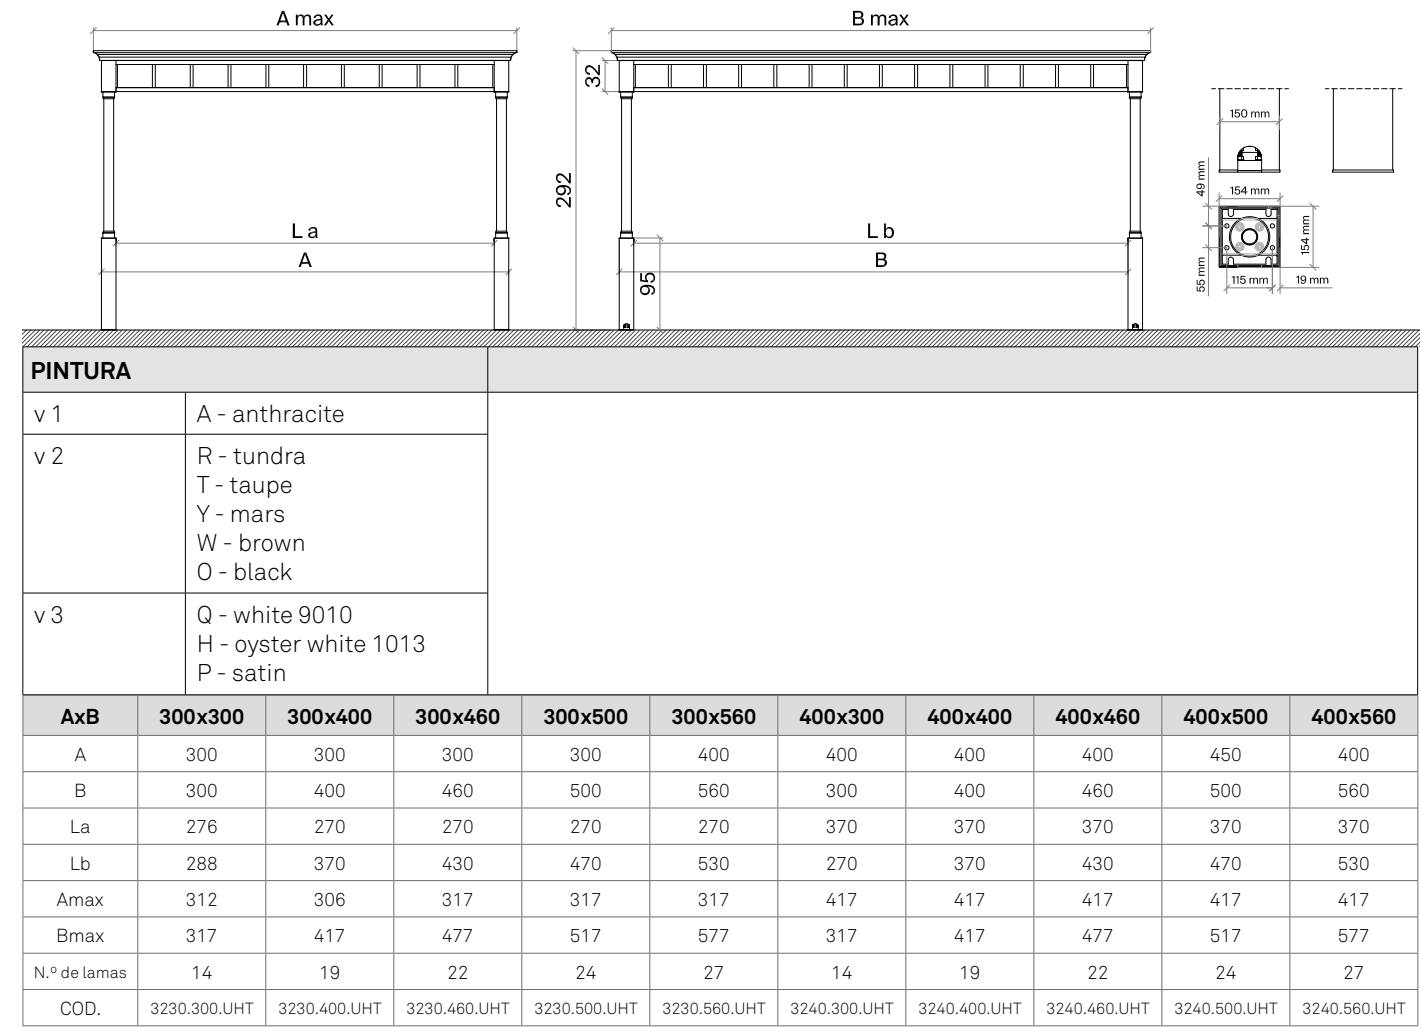 A max
B max
32
292
L a
A
L b
B
95
150 mm
49 mm
154 mm
154 mm
55 mm
115 mm
19 mm
PINTURA
v 1 A - anthracite
v 2 R - tundra
T - taupe
Y - mars
W - brown
O - black
v 3 Q - white 9010
H - oyster white 1013
P - satin
AxB 300x300 300x400 300x460 300x500 300x560 400x300 400x400 400x460 400x500 400x560
A 300 300 300 300 400 400 400 400 450 400
B 300 400 460 500 560 300 400 460 500 560
La 276 270 270 270 270 370 370 370 370 370
Lb 288 370 430 470 530 270 370 430 470 530
Amax 312 306 317 317 317 417 417 417 417 417
Bmax 317 417 477 517 577 317 417 477 517 577
N.º de lamas 14 19 22 24 27 14 19 22 24 27
COD. 3230.300.UHT 3230.400.UHT 3230.460.UHT 3230.500.UHT 3230.560.UHT 3240.300.UHT 3240.400.UHT 3240.460.UHT 3240.500.UHT 3240.560.UHT